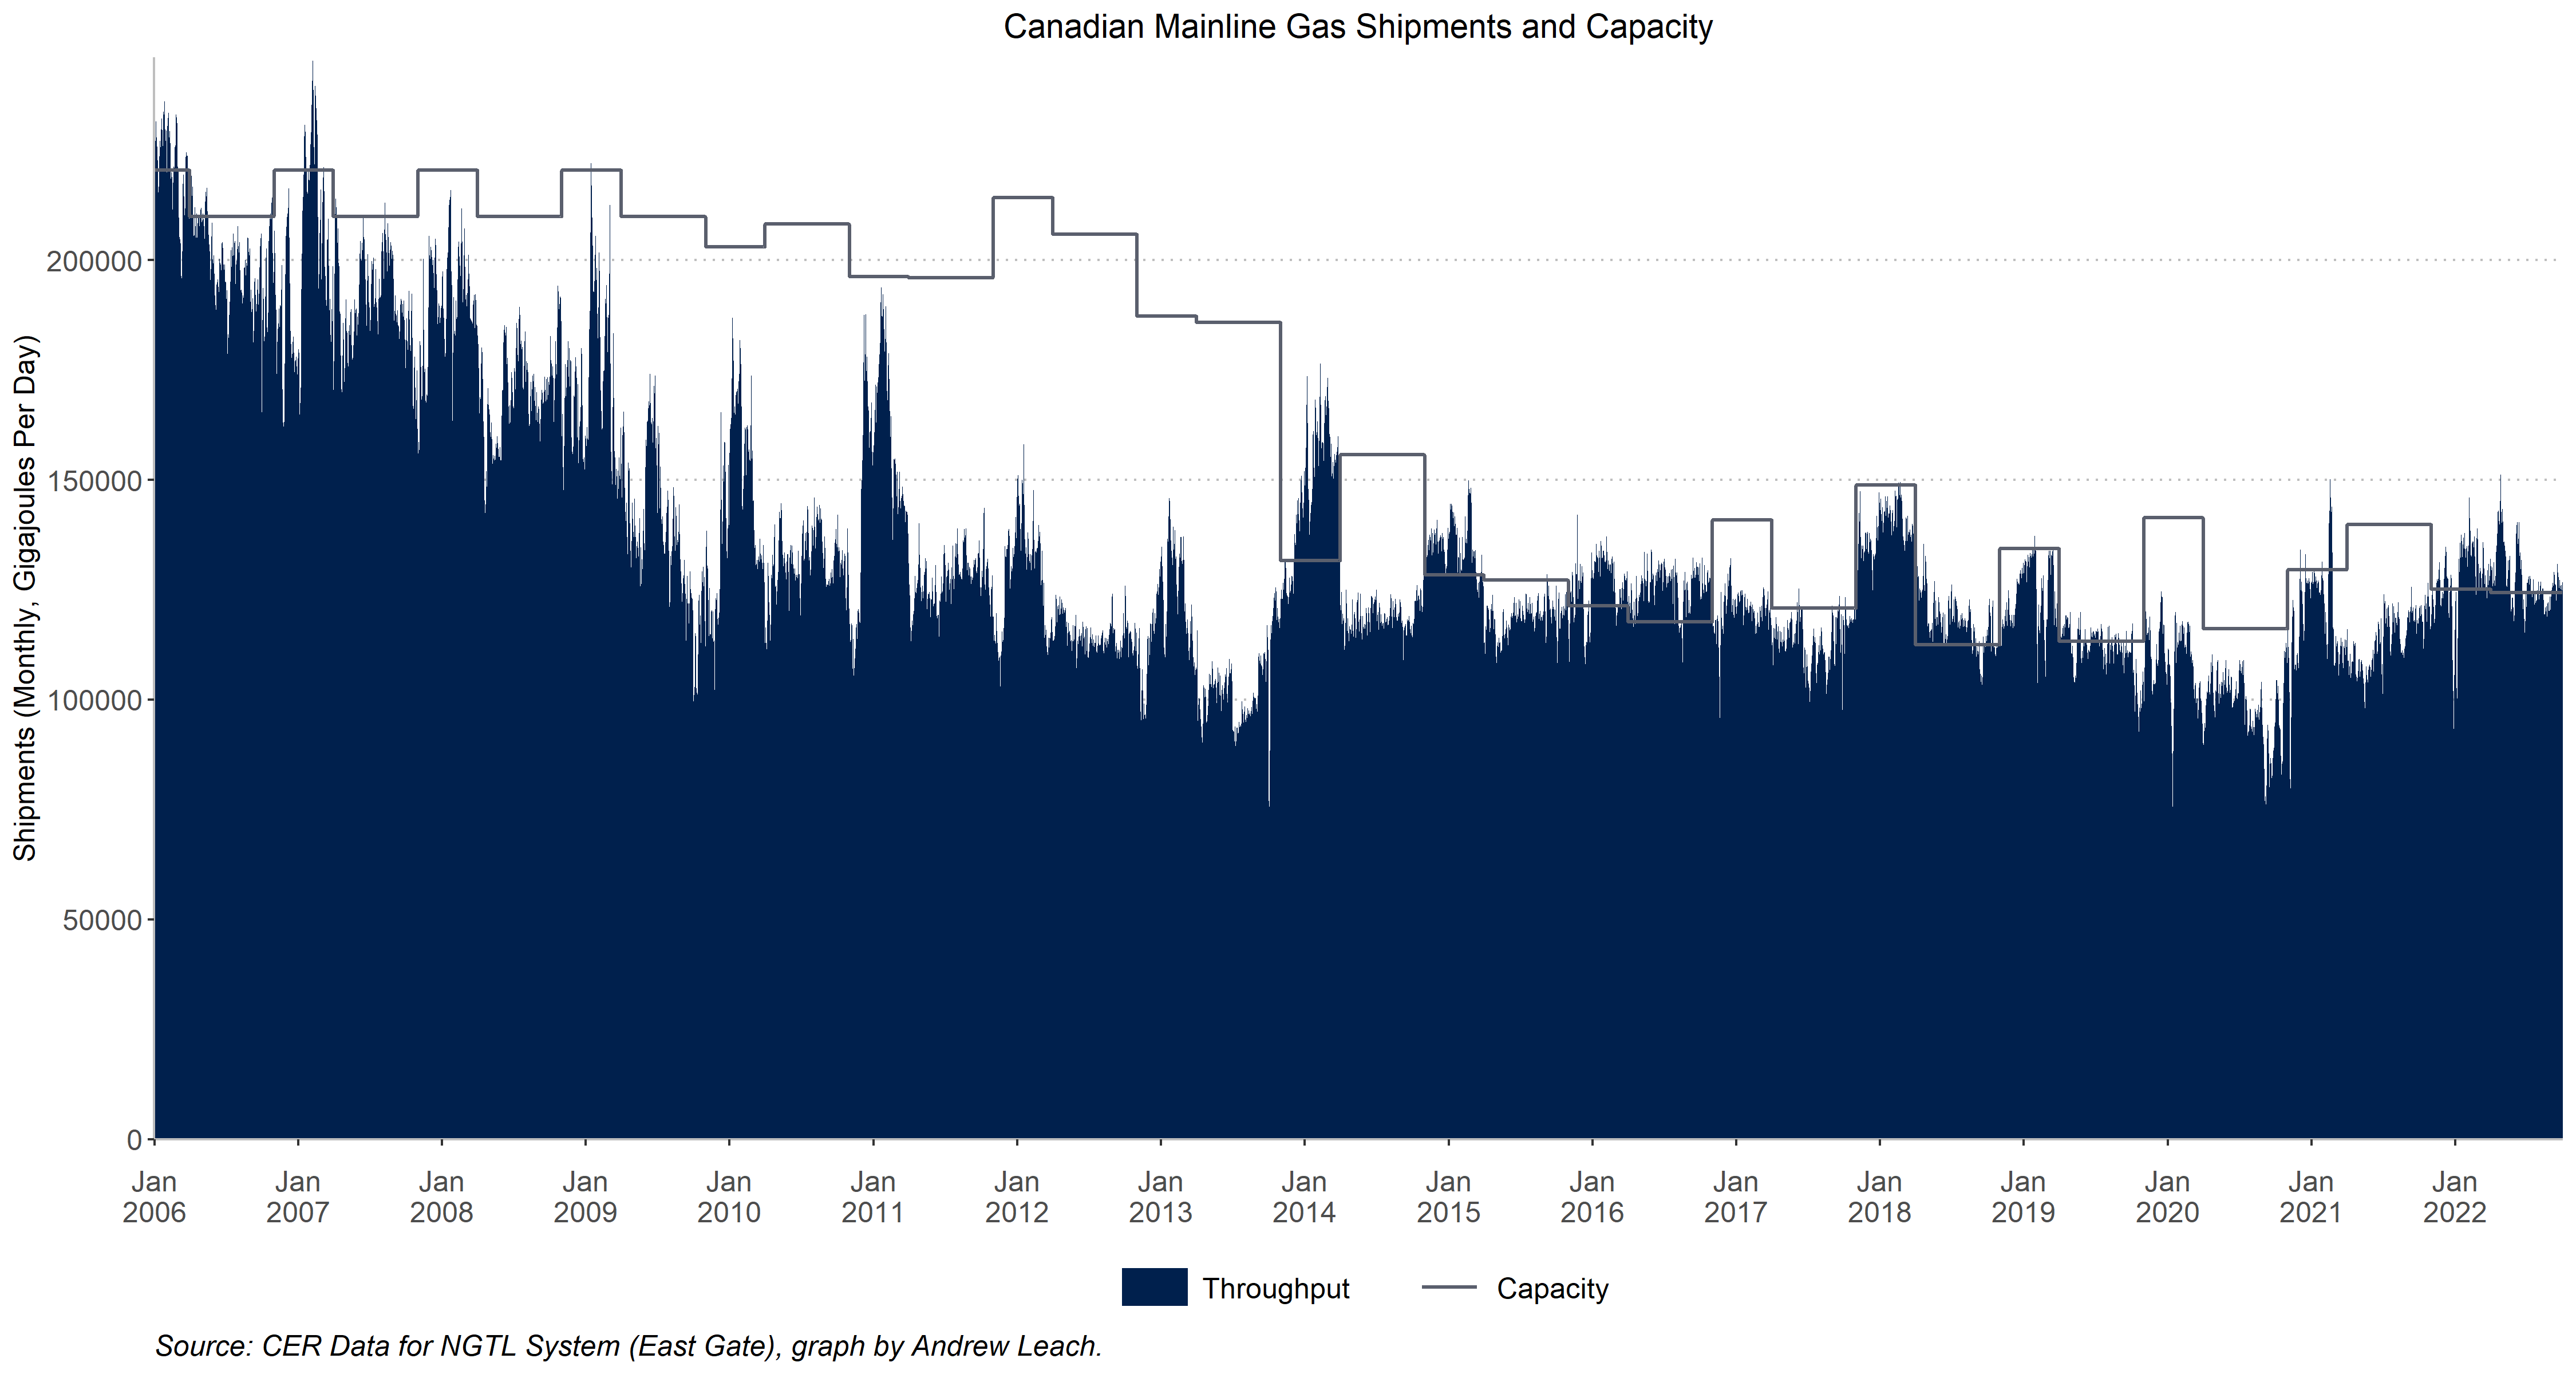 Canadian Mainline Gas Shipments and Capacity
Shipments (Monthly, Gigajoules Per Day)
200000
150000
100000
50000
0
Jan Jan Jan Jan Jan Jan Jan Jan Jan Jan Jan Jan Jan Jan Jan Jan Jan
2006 2007 2008 2009 2010 2011 2012 2013 2014 2015 2016 2017 2018 2019 2020 2021 2022
Throughput Capacity
Source: CER Data for NGTL System (East Gate), graph by Andrew Leach.